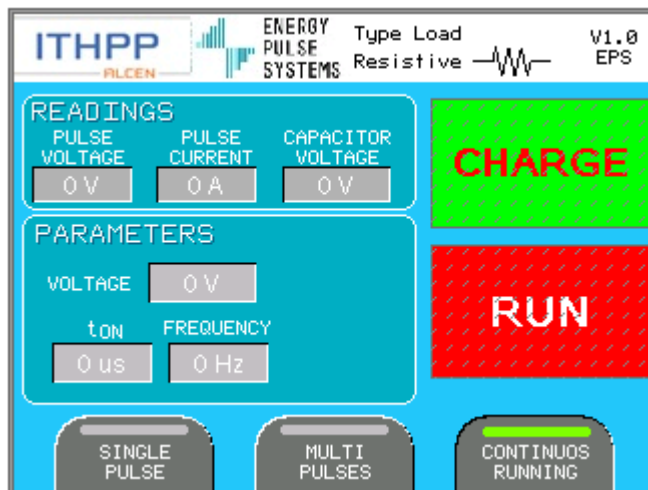 ITHPP
ALCEN
ENERGY
PULSE
SYSTEMS
Type Load
Resistive
V1.0
EPS
READINGS
PULSE VOLTAGE
PULSE CURRENT
CAPACITOR VOLTAGE
0 V
0 A
0 V
CHARGE
PARAMETERS
VOLTAGE
0 V
tON
FREQUENCY
0 us
0 Hz
RUN
SINGLE
PULSE
MULTI
PULSES
CONTINUOS
RUNNING